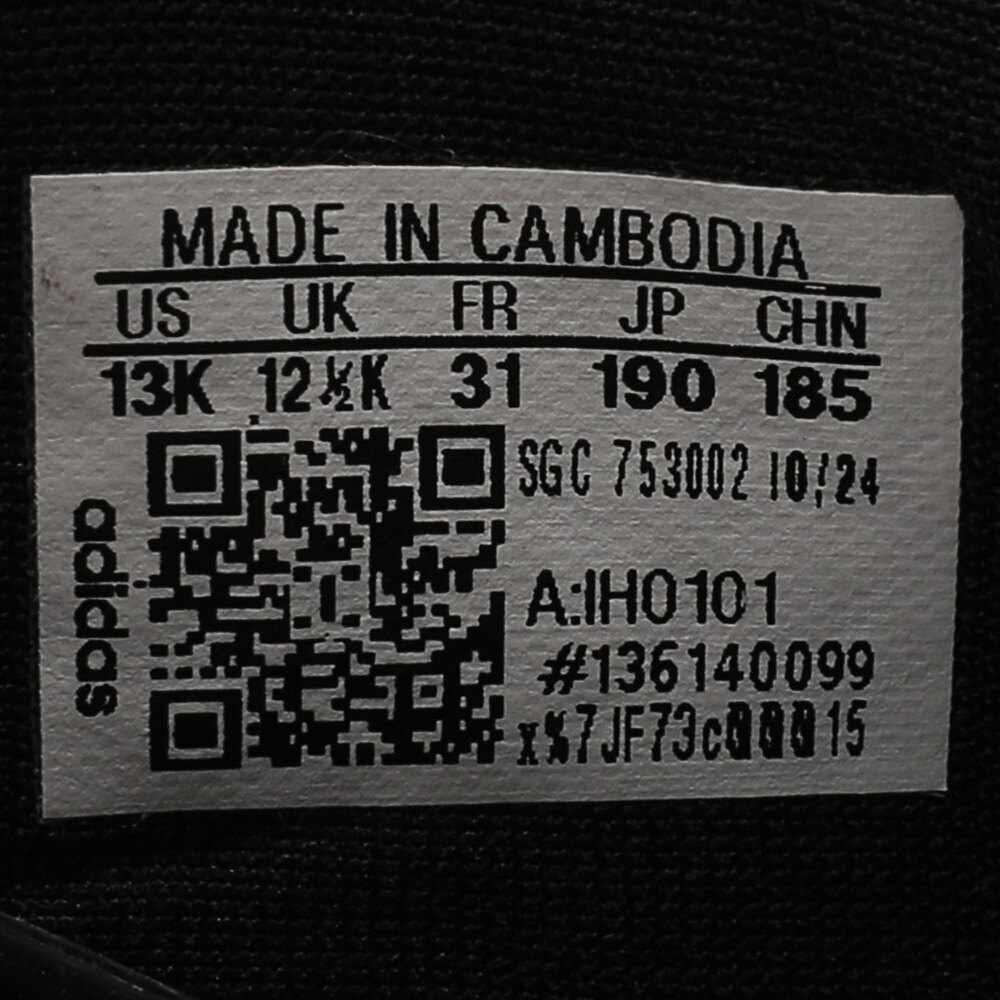 MADE IN CAMBODIA
US UK FR JP CHN
13K 12½K 31 190 185
SGC 753002 10/24
adidas
A:IH0101
#136140099